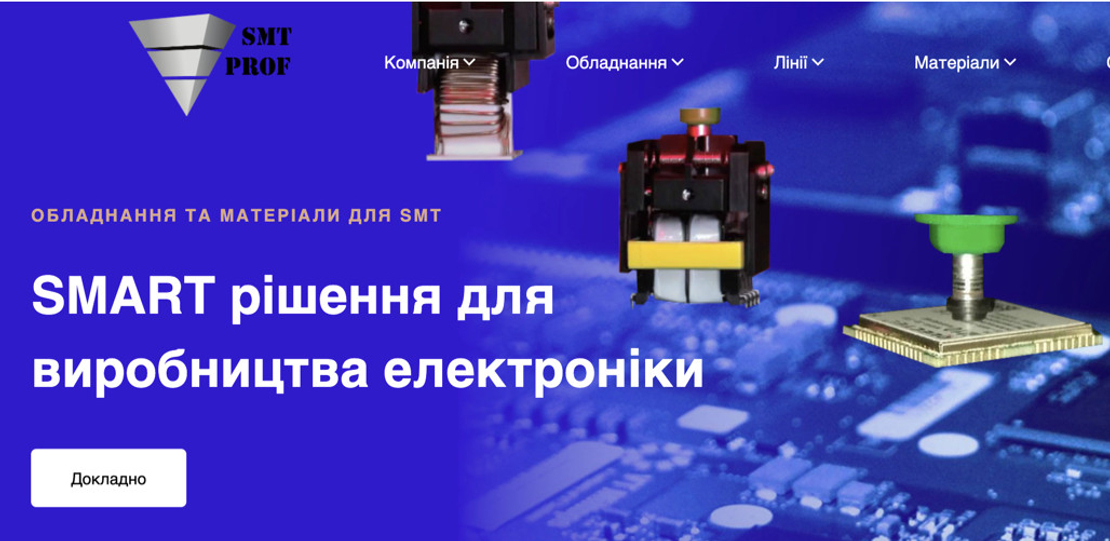 SMT
PROF
Компанія
Обладнання
Лінії
Матеріали
ОБЛАДНАННЯ ТА МАТЕРІАЛИ ДЛЯ SMT
SMART рішення для
виробництва електроніки
Докладно